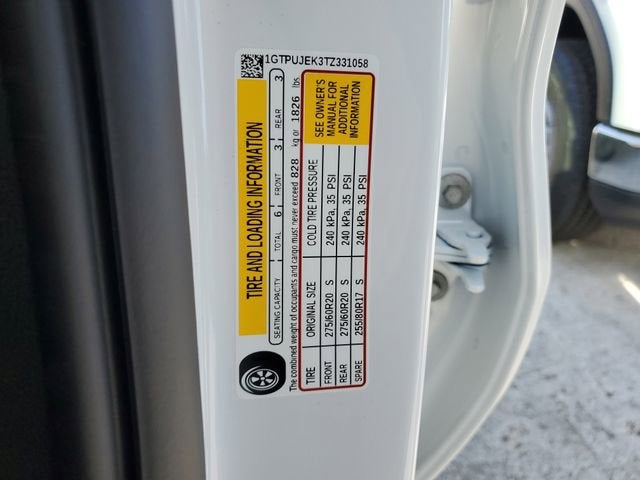 1GTPUJEK3TZ331058
TIRE AND LOADING INFORMATION
SEATING CAPACITY TOTAL 6 FRONT 3 REAR 3
The combined weight of occupants and cargo must never exceed 828 kg or 1826 lbs
TIRE ORIGINAL SIZE COLD TIRE PRESSURE
FRONT 275/60R20 S 240 kPa, 35 PSI
REAR 275/60R20 S 240 kPa, 35 PSI
SPARE 255/80R17 S 240 kPa, 35 PSI
SEE OWNER'S
MANUAL FOR
ADDITIONAL
INFORMATION